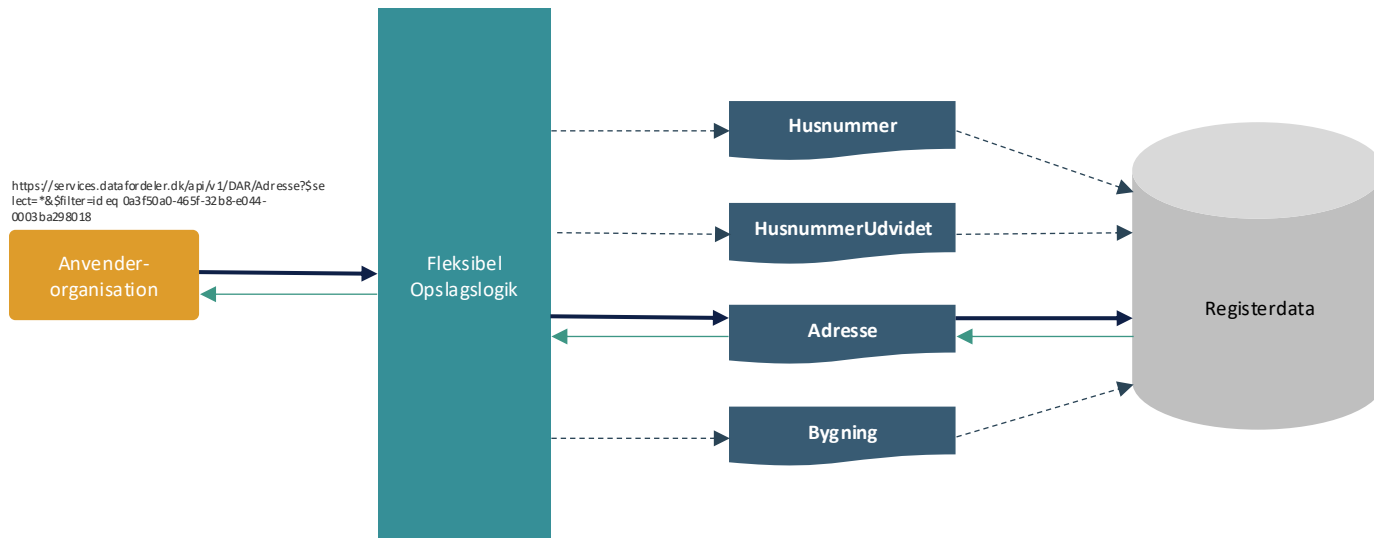 https://services.datafordeler.dk/api/v1/DAR/Adresse?$se
lect=*&$filter=id eq 0a3f50a0-465f-32b8-e044-
0003ba298018
Anvender-
organisation
Fleksibel
Opslagslogik
Husnummer
HusnummerUdvidet
Adresse
Bygning
Registerdata